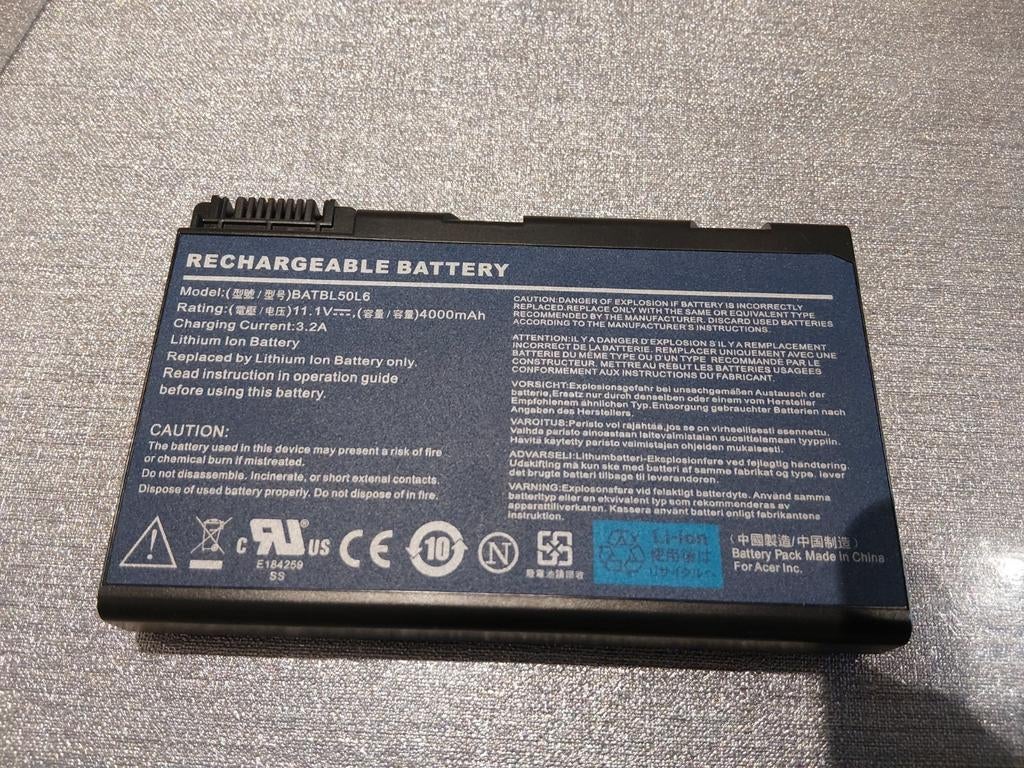 RECHARGEABLE BATTERY
Model:(型號/型号)BATBL50L6
Rating:(電壓/电压)11.1V⎓,(容量/容量)4000mAh
Charging Current:3.2A
Lithium Ion Battery
Replaced by Lithium Ion Battery only.
Read instruction in operation guide
before using this battery.
CAUTION:
The battery used in this device may present a risk of fire
or chemical burn if mistreated.
Do not disassemble, incinerate, or short external contacts.
Dispose of used battery properly. Do not dispose of in fire.
CAUTION:DANGER OF EXPLOSION IF BATTERY IS INCORRECTLY
REPLACED.REPLACE ONLY WITH THE SAME OR EQUIVALENT TYPE
RECOMMENDED BY THE MANUFACTURER. DISCARD USED BATTERIES
ACCORDING TO THE MANUFACTURER'S INSTRUCTIONS.
ATTENTION:IL Y A DANGER D'EXPLOSION S'IL Y A REMPLACEMENT
INCORRECT DE LA BATTERIE. REMPLACER UNIQUEMENT AVEC UNE
BATTERIE DU MÊME TYPE OU D'UN TYPE RECOMMANDÉ PAR LE
CONSTRUCTEUR. METTRE AU REBUT LES BATTERIES USAGÉES
CONFORMEMENT AUX INSTRUCTIONS DU FABRICANT.
VORSICHT:Explosionsgefahr bei unsachgemäßen Austausch der
batterie,Ersatz nur durch denselben oder einem vom Hersteller
Empfohlenem ähnlichen Typ.Entsorgung gebrauchter Batterien nach
Angaben des Herstellers.
VAROITUS:Paristo voi räjähtää,jos se on virheellisesti asennettu.
Vaihda paristo ainoastaan laitevalmistajan suosittelemaan tyyppiin.
Hävitä käytetty paristo valmistajan ohjeiden mukaisesti.
ADVARSELI:Lithumbatteri-Eksplosionfore ved fejlagtig håndtering.
Udskifting må kun ske med batteri af samme fabrikat og type. lever
det brugte batteri tilbage til leverandoren.
VARNING:Explosionsfare vid felaktigt batterdyte. Använd samma
batterityp eller en ekvivalent typ som rekommenderas av
apparattillverkaren. Kassera använt batteri enligt fabrikantens
instruktion.
C UR US
E184259
SS
CE
10
N
廢電池請回收
Li-ion
使用後は
リサイクルへ
(中國製造/中国制造)
Battery Pack Made in China
For Acer Inc.